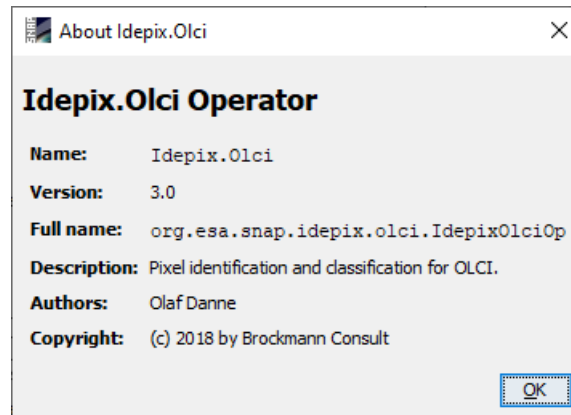 About Idepix.Olci
Idepix.Olci Operator
Name: Idepix.Olci
Version: 3.0
Full name: org.esa.snap.idepix.olci.IdepixOlciOp
Description: Pixel identification and classification for OLCI.
Authors: Olaf Danne
Copyright: (c) 2018 by Brockmann Consult
OK